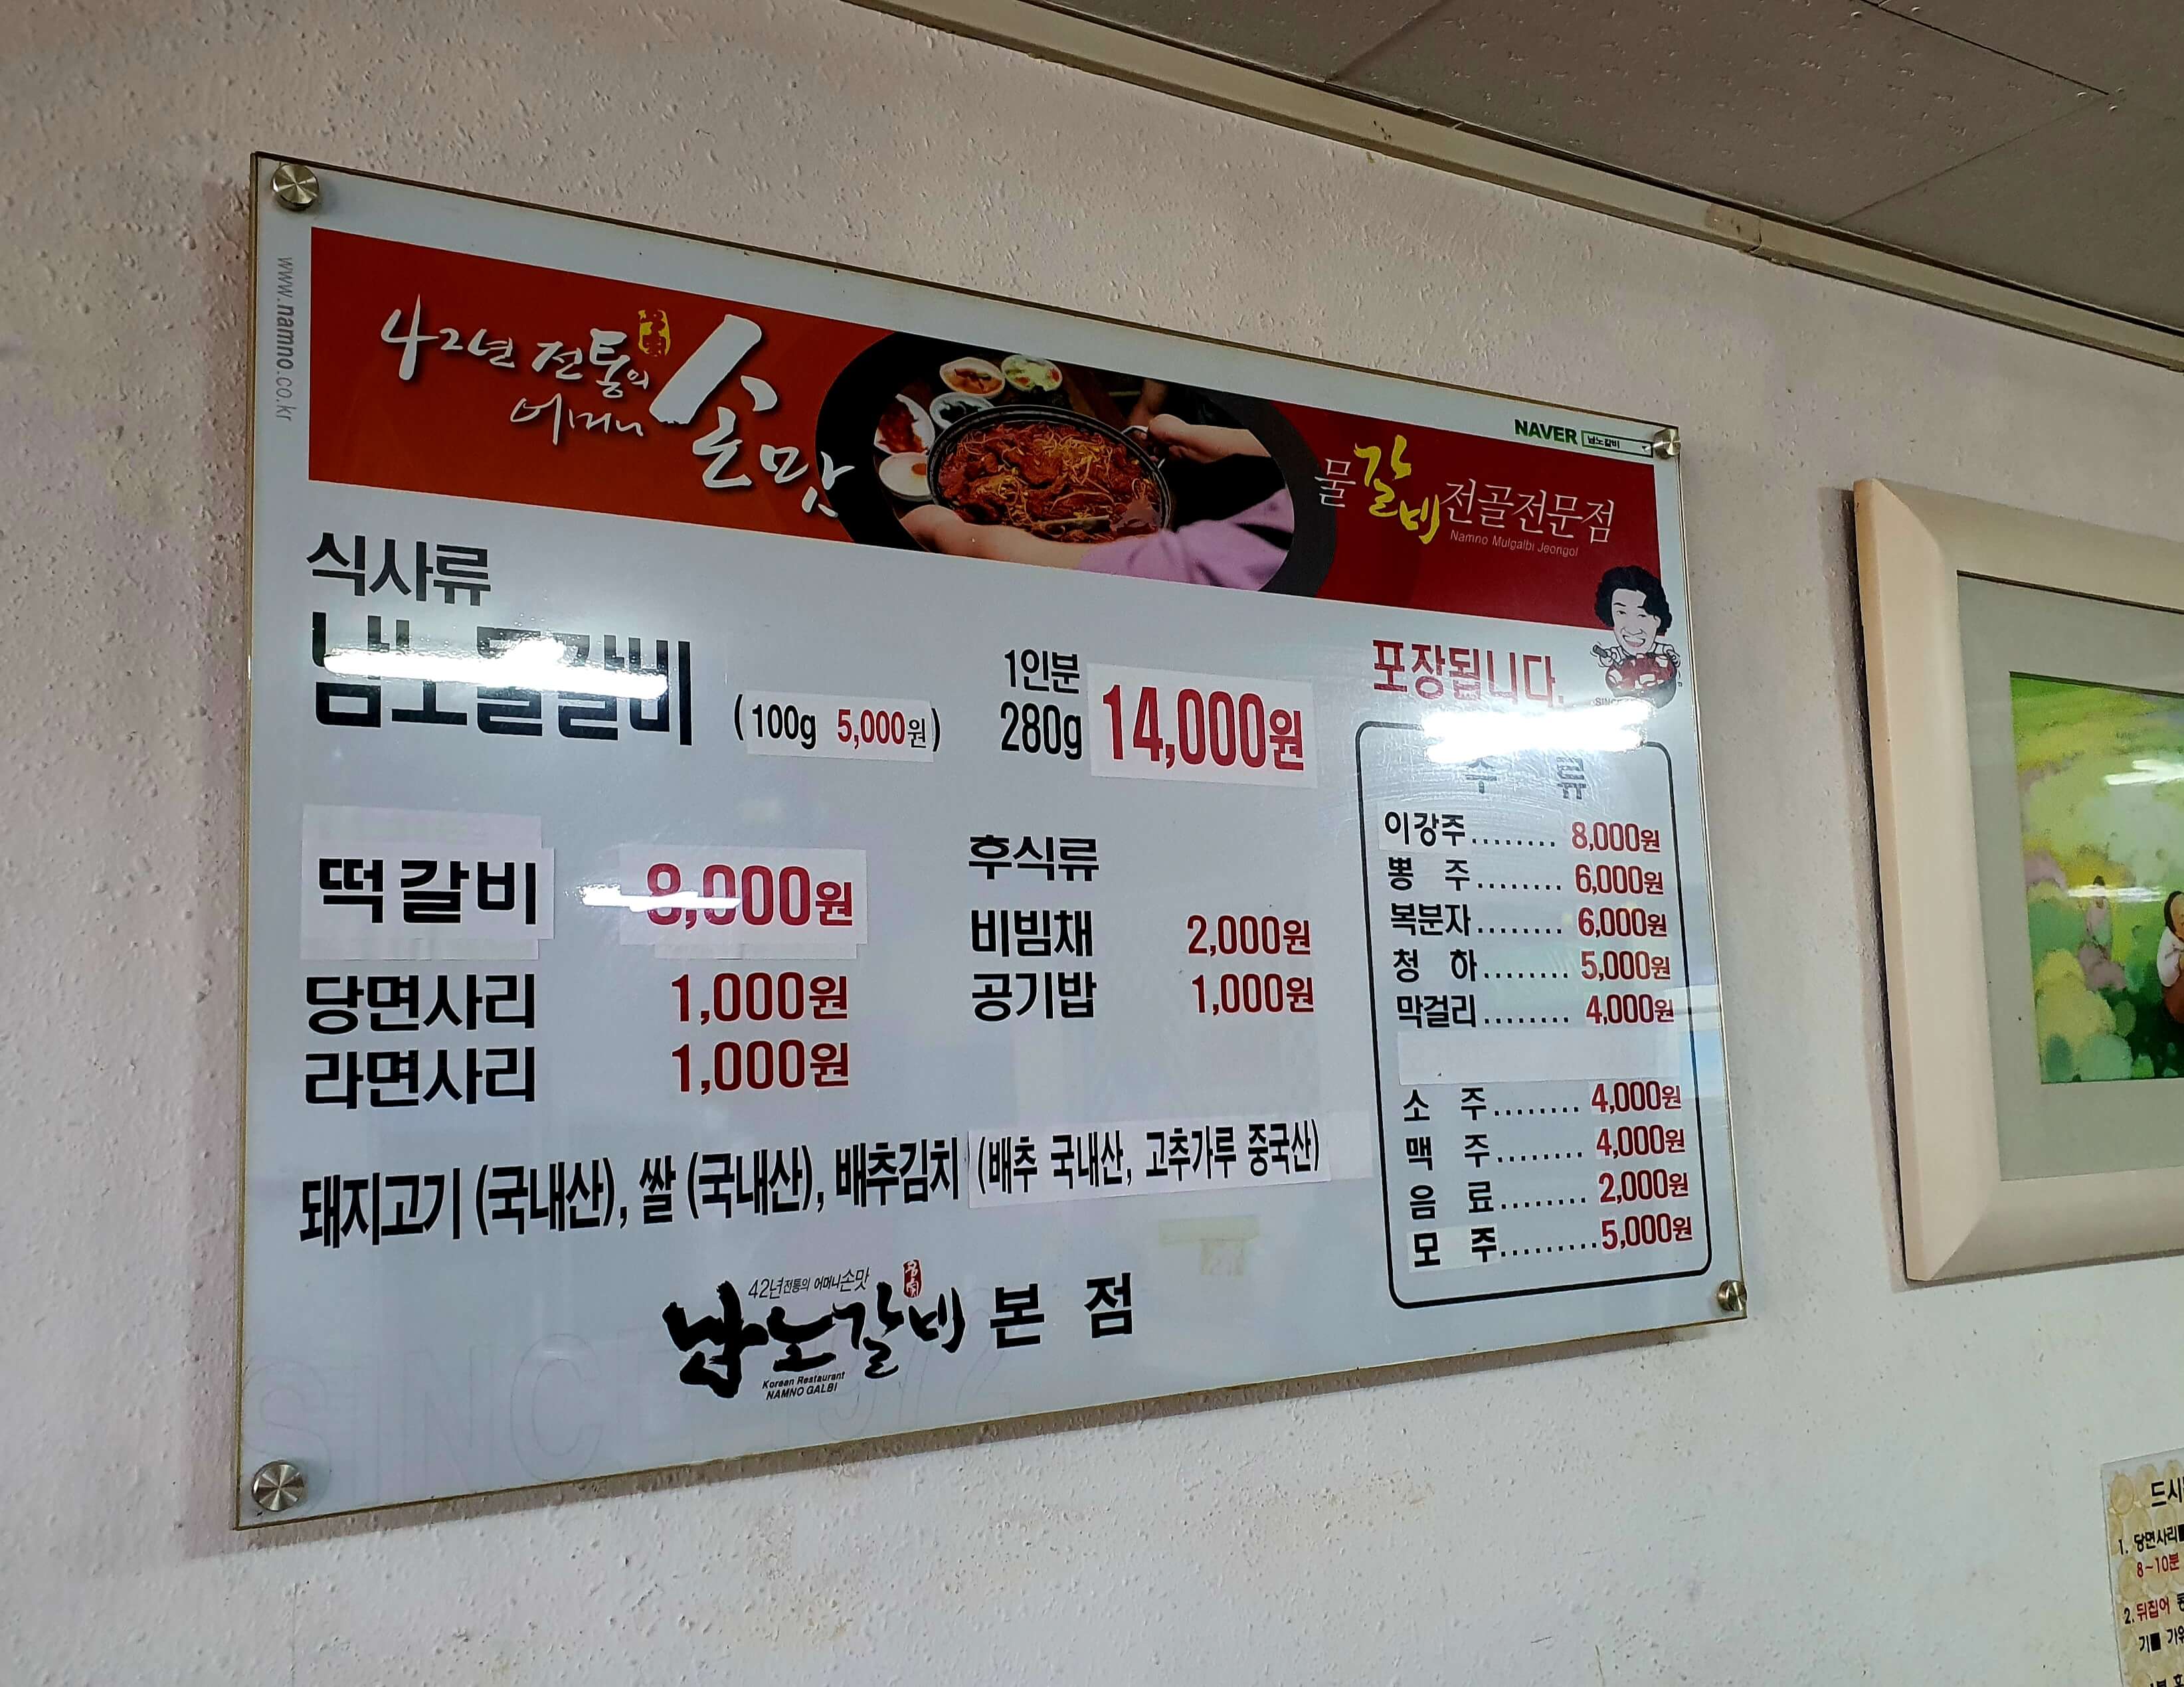 www.namno.co.kr
42년 전통의
어머니
손맛
NAVER 남노갈비
물갈비전골전문점
Namno Mulgalbi Jeongol
식사류
남노물갈비 (100g 5,000원) 1인분 280g 14,000원
포장됩니다.
떡갈비 8,000원
당면사리 1,000원
라면사리 1,000원
후식류
비빔채 2,000원
공기밥 1,000원
주 류
이강주........ 8,000원
뽕 주........ 6,000원
복분자........ 6,000원
청 하........ 5,000원
막걸리........ 4,000원
소 주........ 4,000원
맥 주........ 4,000원
음 료........ 2,000원
모 주.........5,000원
돼지고기 (국내산), 쌀 (국내산), 배추김치 (배추 국내산, 고추가루 중국산)
42년전통의 어머니손맛
남노갈비 본 점
Korean Restaurant
NAMNO GALBI
SINCE 1972
1. 당면사리를
8~10분
2. 뒤집어